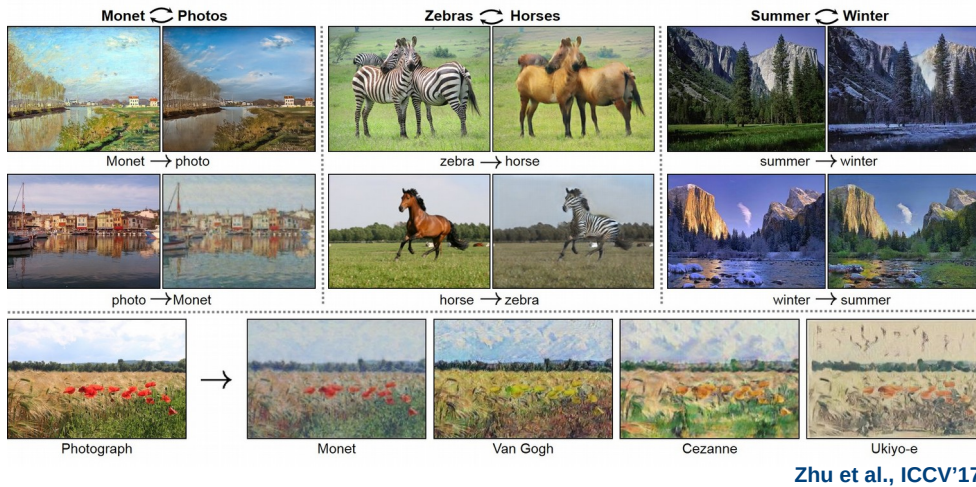 Monet Photos
Zebras Horses
Summer Winter
Monet → photo
zebra → horse
summer → winter
photo → Monet
horse → zebra
winter → summer
→
Photograph
Monet
Van Gogh
Cezanne
Ukiyo-e
Zhu et al., ICCV'17